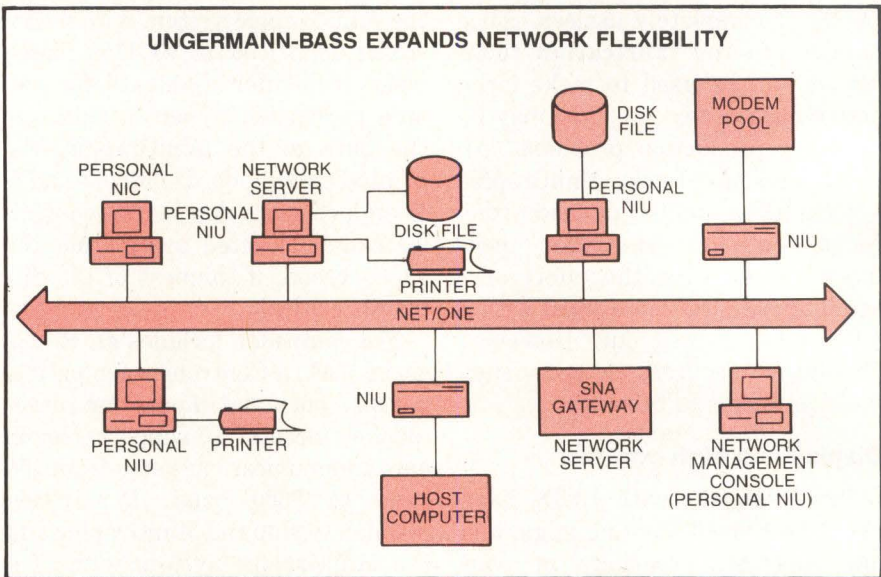 UNGERMANN-BASS EXPANDS NETWORK FLEXIBILITY
PERSONAL
NIC
NETWORK
SERVER
PERSONAL
NIU
DISK FILE
PRINTER
DISK
FILE
PERSONAL
NIU
MODEM
POOL
NIU
NET/ONE
PERSONAL
NIU
PRINTER
NIU
HOST
COMPUTER
SNA
GATEWAY
NETWORK
SERVER
NETWORK
MANAGEMENT
CONSOLE
(PERSONAL NIU)